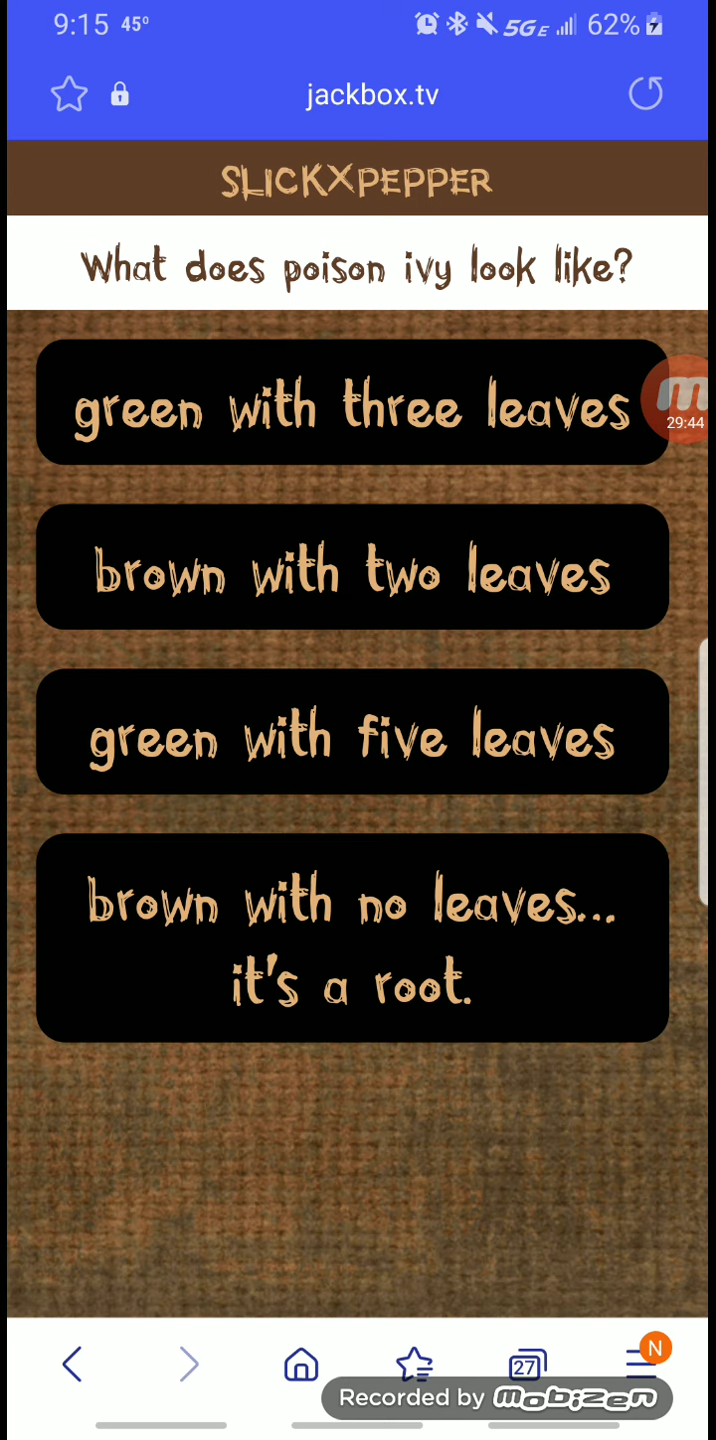 9:15 45° 5GE 62%
jackbox.tv
SLICKXPEPPER
What does poison ivy look like?
green with three leaves
m
29:44
brown with two leaves
green with five leaves
brown with no leaves...
it's a root.
N
27
Recorded by mobizen